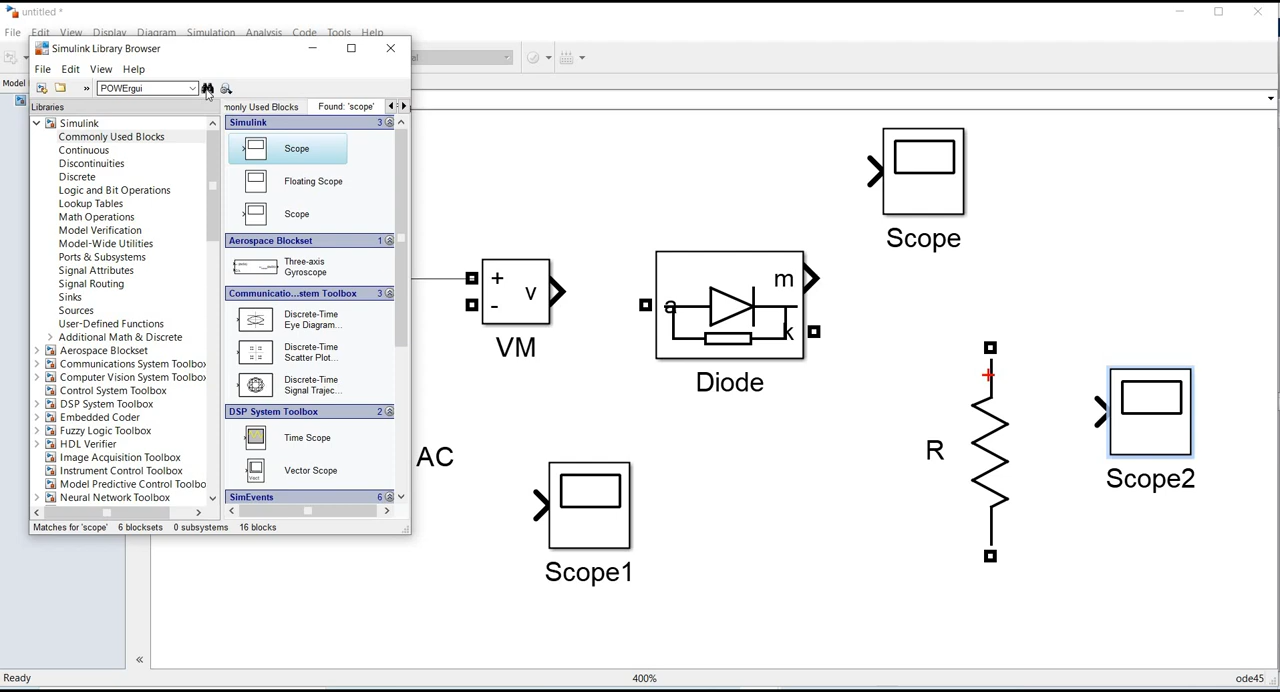 untitled *
File Edit View Display Diagram Simulation Analysis Code Tools Help
Simulink Library Browser
File Edit View Help
Model
» POWErgui
Libraries
Simulink
Commonly Used Blocks
Continuous
Discontinuities
Discrete
Logic and Bit Operations
Lookup Tables
Math Operations
Model Verification
Model-Wide Utilities
Ports & Subsystems
Signal Attributes
Signal Routing
Sinks
Sources
User-Defined Functions
Additional Math & Discrete
Aerospace Blockset
Communications System Toolbox
Computer Vision System Toolbox
Control System Toolbox
DSP System Toolbox
Embedded Coder
Fuzzy Logic Toolbox
HDL Verifier
Image Acquisition Toolbox
Instrument Control Toolbox
Model Predictive Control Toolbo
Neural Network Toolbox
monly Used Blocks Found: 'scope'
Simulink 3
Scope
Floating Scope
Scope
Aerospace Blockset 1
Three-axis
Gyroscope
Communicatio...stem Toolbox 3
Discrete-Time
Eye Diagram...
Discrete-Time
Scatter Plot...
Discrete-Time
Signal Trajec...
DSP System Toolbox 2
Time Scope
Vector Scope
SimEvents 6
Matches for 'scope' 6 blocksets 0 subsystems 16 blocks
Scope
+ v -
VM
a m k
Diode
AC
R
Scope1
Scope2
«
Ready 400% ode45